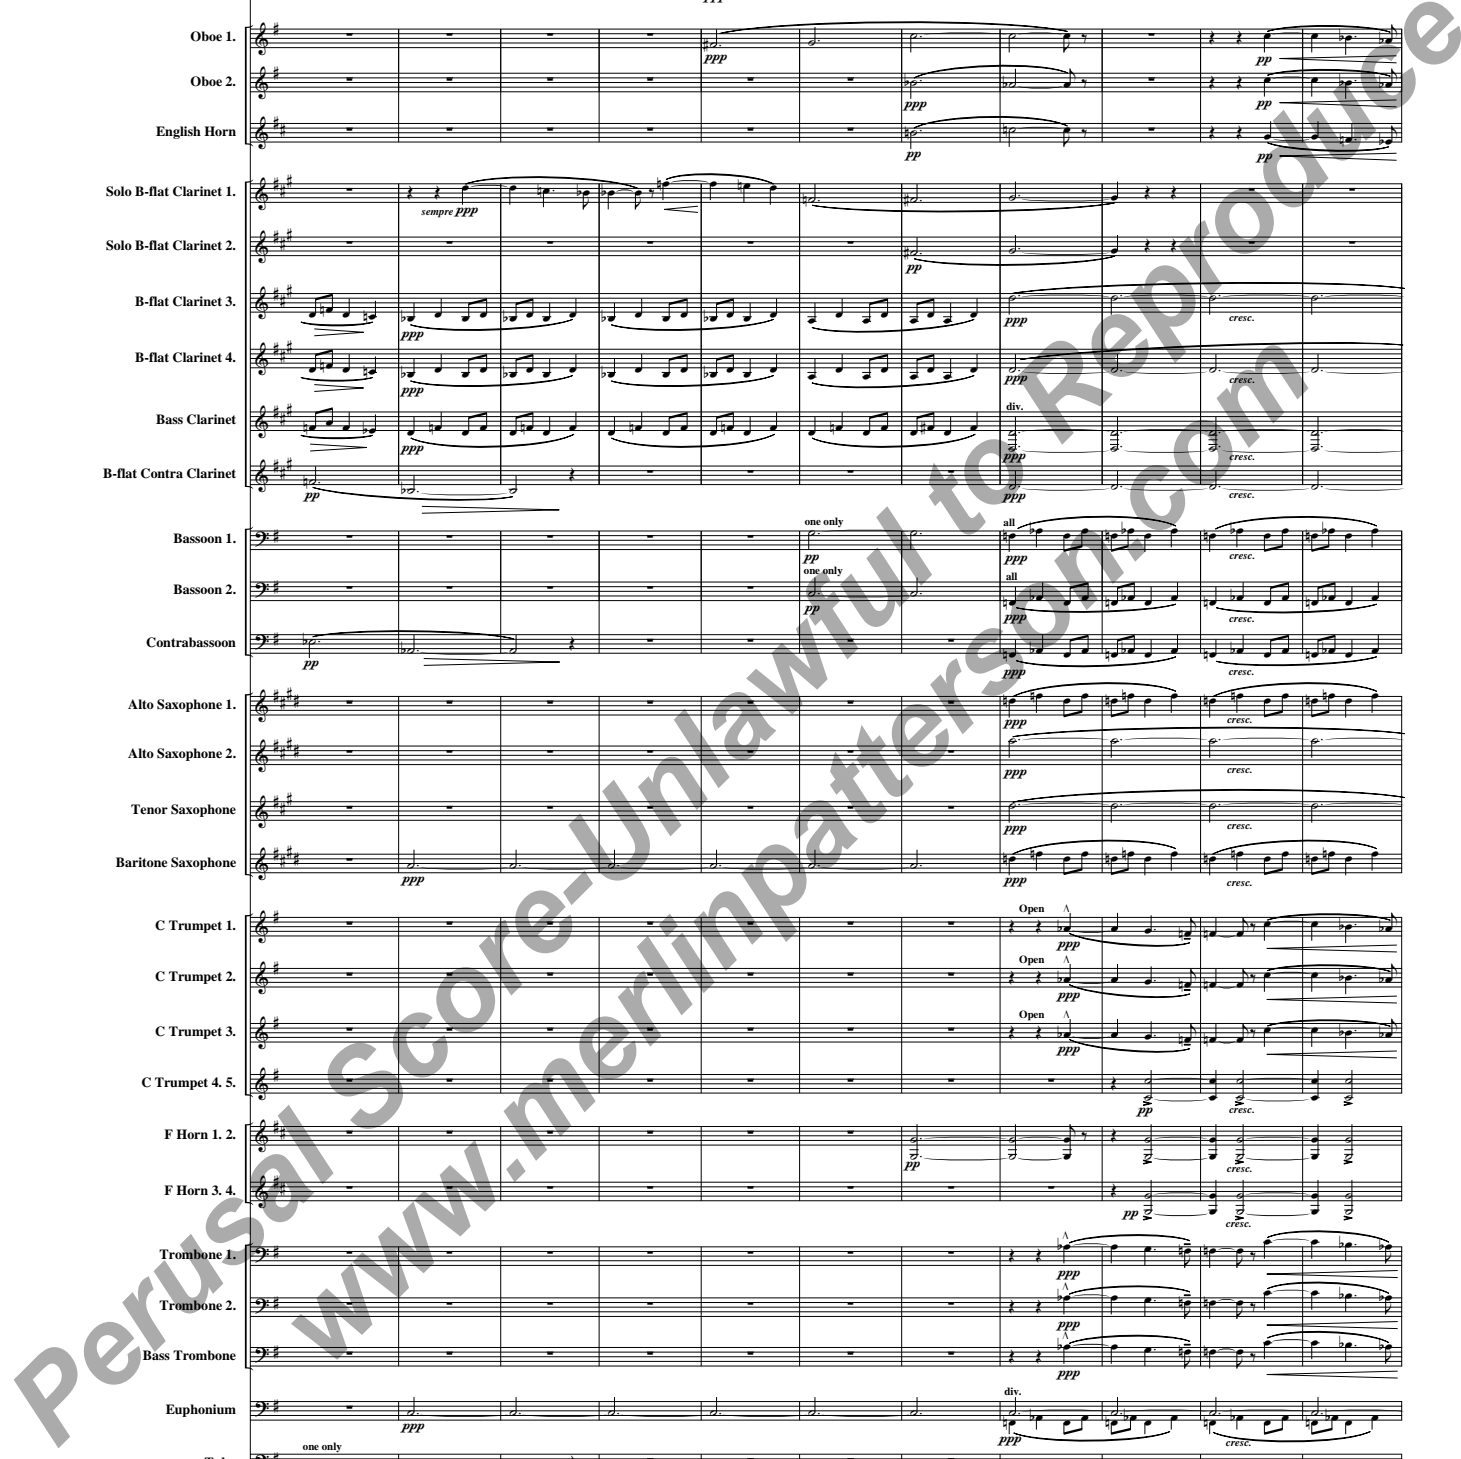 ppp
Oboe 1.
ppp
pp
Oboe 2.
ppp
pp
English Horn
pp
pp
Solo B-flat Clarinet 1.
sempre ppp
Solo B-flat Clarinet 2.
pp
B-flat Clarinet 3.
ppp
ppp
cresc.
B-flat Clarinet 4.
ppp
ppp
cresc.
div.
Bass Clarinet
ppp
ppp
cresc.
B-flat Contra Clarinet
pp
ppp
cresc.
one only
all
Bassoon 1.
pp
ppp
cresc.
one only
all
Bassoon 2.
pp
ppp
cresc.
Contrabassoon
pp
ppp
cresc.
Alto Saxophone 1.
ppp
cresc.
Alto Saxophone 2.
ppp
cresc.
Tenor Saxophone
ppp
cresc.
Baritone Saxophone
ppp
ppp
cresc.
Open
C Trumpet 1.
ppp
Open
C Trumpet 2.
ppp
Open
C Trumpet 3.
ppp
C Trumpet 4. 5.
pp
cresc.
F Horn 1. 2.
pp
cresc.
F Horn 3. 4.
pp
cresc.
Trombone 1.
ppp
Trombone 2.
ppp
Bass Trombone
ppp
div.
Euphonium
ppp
ppp
cresc.
one only
Perusal Score-Unlawful to Reproduce
www.merlinpatterson.com